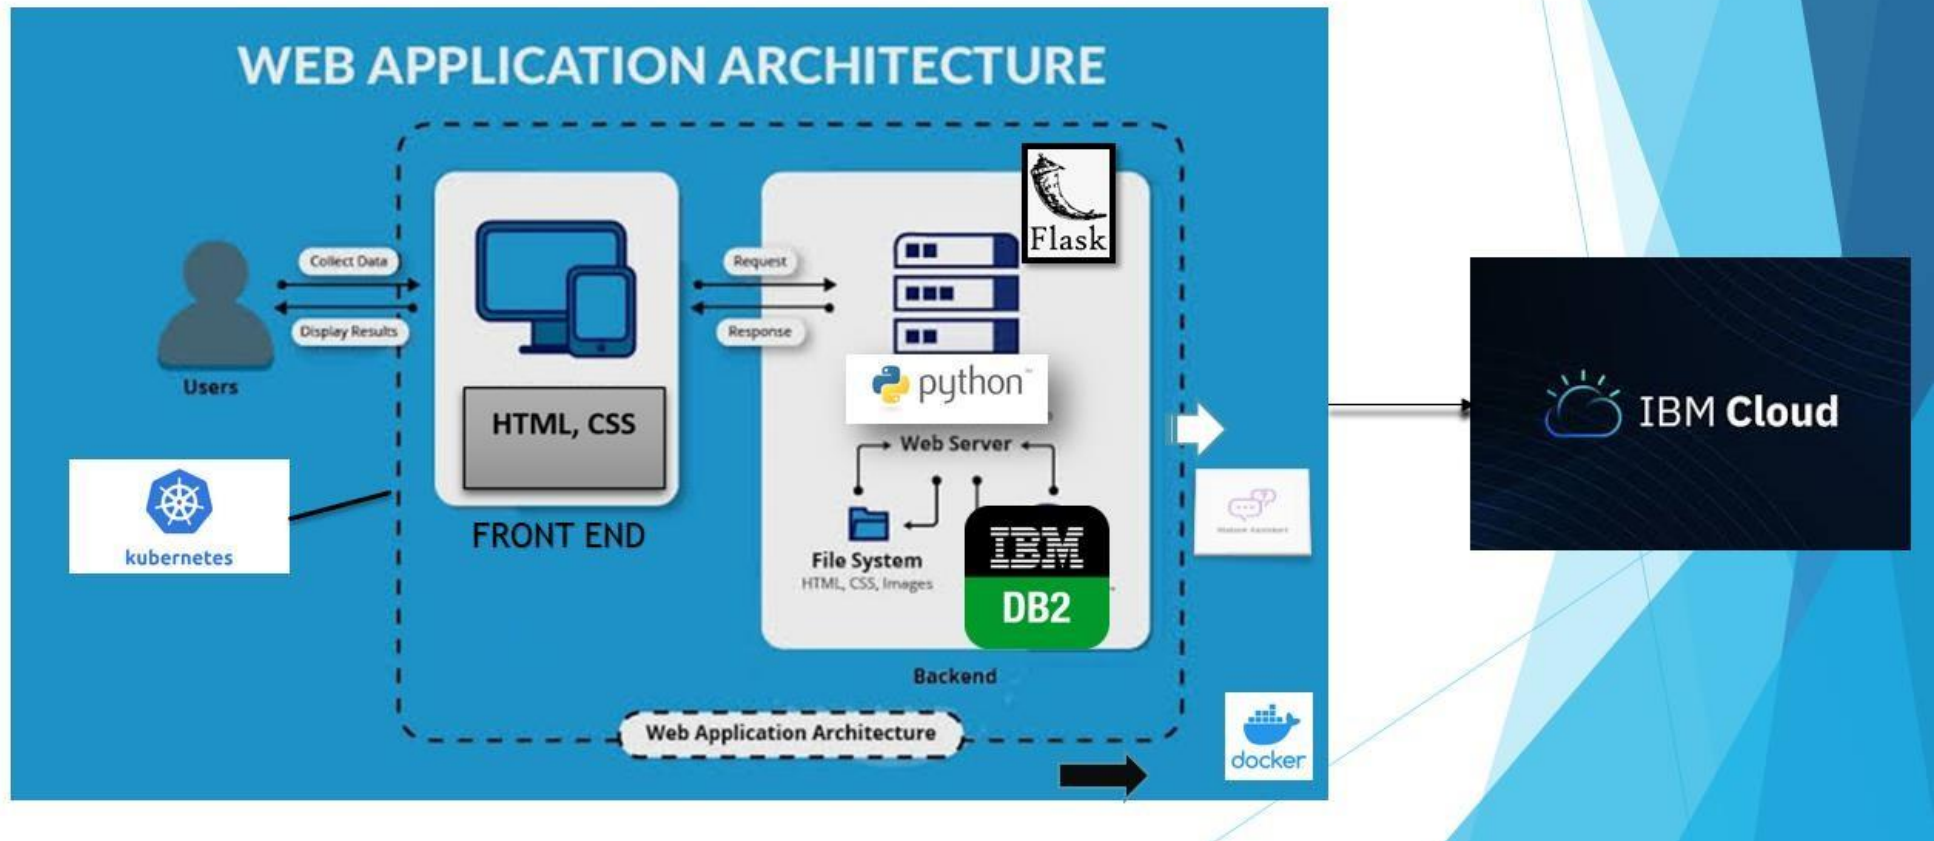 WEB APPLICATION ARCHITECTURE
Flask
Collect Data
Request
Display Results
Response
Users
python
HTML, CSS
Web Server
kubernetes
FRONT END
File System
HTML, CSS, Images
IBM
DB2
Backend
Web Application Architecture
docker
IBM Cloud